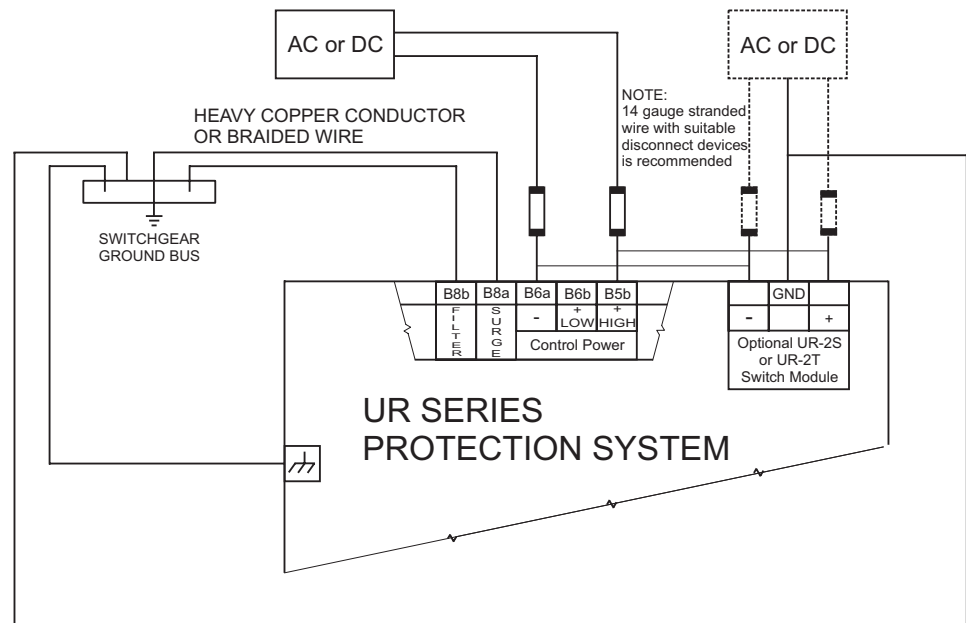 AC or DC
AC or DC
NOTE:
14 gauge stranded
wire with suitable
disconnect devices
is recommended
HEAVY COPPER CONDUCTOR
OR BRAIDED WIRE
SWITCHGEAR
GROUND BUS
B8b B8a B6a B6b B5b
FILTER
SURGE
-
+
LOW
+
HIGH
Control Power
GND
- +
Optional UR-2S
or UR-2T
Switch Module
UR SERIES
PROTECTION SYSTEM